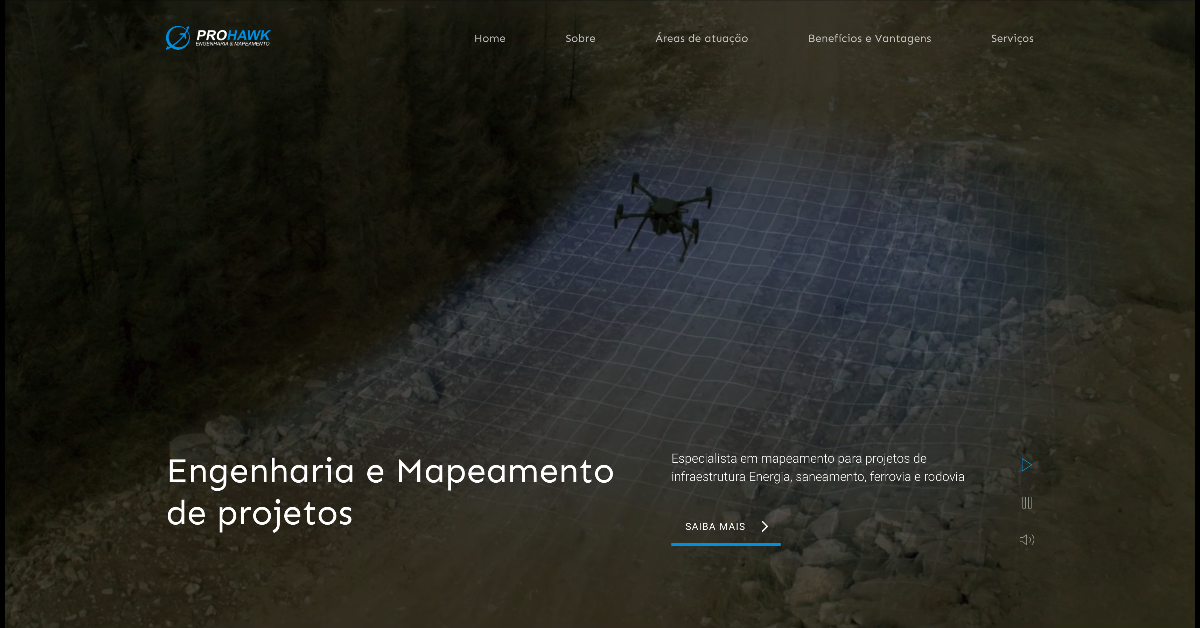 PROHAWK
ENGENHARIA & MAPEAMENTO
Home
Sobre
Áreas de atuação
Benefícios e Vantagens
Serviços
Engenharia e Mapeamento
de projetos
Especialista em mapeamento para projetos de
infraestrutura Energia, saneamento, ferrovia e rodovia
SAIBA MAIS